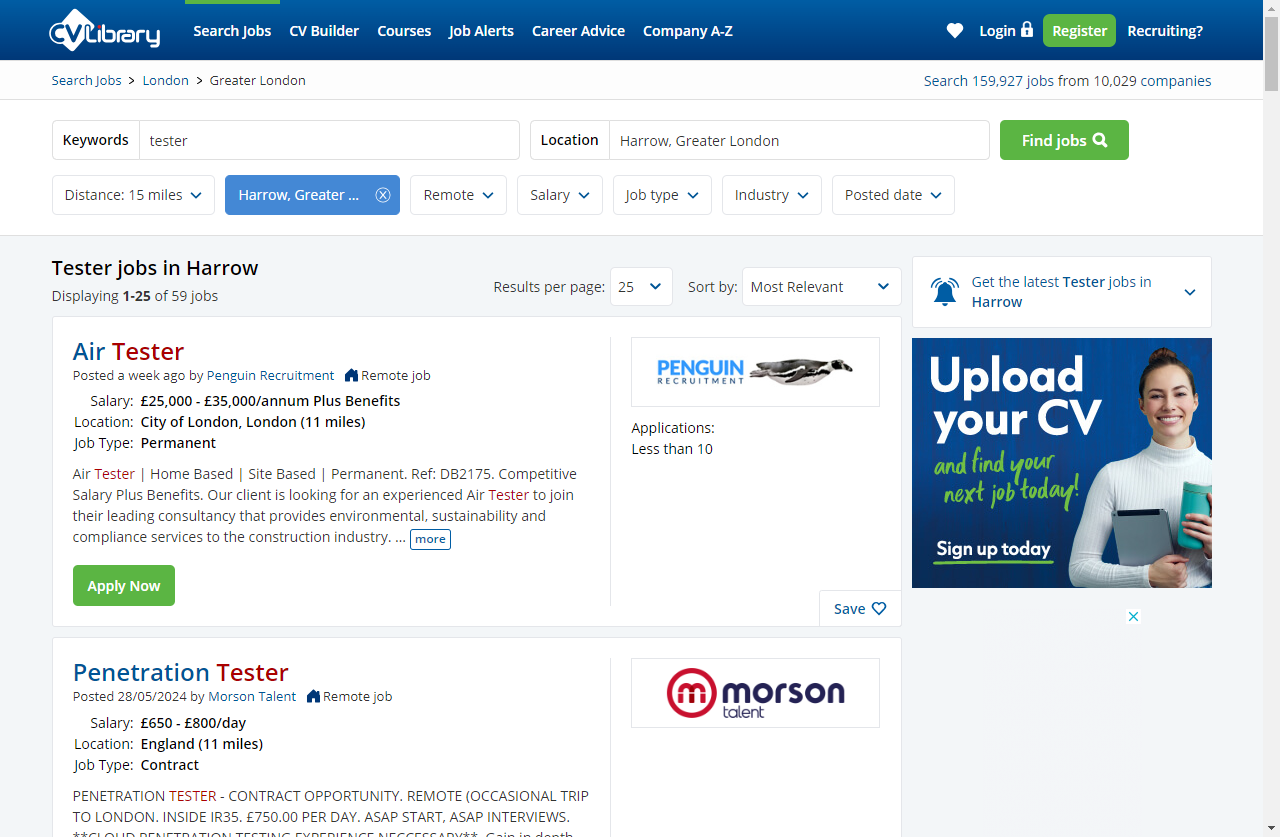 CVLibrary
Search Jobs CV Builder Courses Job Alerts Career Advice Company A-Z Login Register Recruiting?
Search Jobs > London > Greater London
Search 159,927 jobs from 10,029 companies
Keywords tester Location Harrow, Greater London Find jobs
Distance: 15 miles Harrow, Greater ... Remote Salary Job type Industry Posted date
Tester jobs in Harrow
Displaying 1-25 of 59 jobs
Results per page: 25 Sort by: Most Relevant
Air Tester
Posted a week ago by Penguin Recruitment Remote job
Salary: £25,000 - £35,000/annum Plus Benefits
Location: City of London, London (11 miles)
Job Type: Permanent
Air Tester | Home Based | Site Based | Permanent. Ref: DB2175. Competitive
Salary Plus Benefits. Our client is looking for an experienced Air Tester to join
their leading consultancy that provides environmental, sustainability and
compliance services to the construction industry. ... more
Apply Now
PENGUIN
RECRUITMENT
Applications:
Less than 10
Save
Penetration Tester
Posted 28/05/2024 by Morson Talent Remote job
Salary: £650 - £800/day
Location: England (11 miles)
Job Type: Contract
PENETRATION TESTER - CONTRACT OPPORTUNITY. REMOTE (OCCASIONAL TRIP
TO LONDON. INSIDE IR35. £750.00 PER DAY. ASAP START, ASAP INTERVIEWS.
**CLOUD PENETRATION TESTING EXPERIENCE NECCESSARY**. Gain in depth
m morson
talent
Get the latest Tester jobs in
Harrow
Upload
your CV
and find your
next job today!
Sign up today